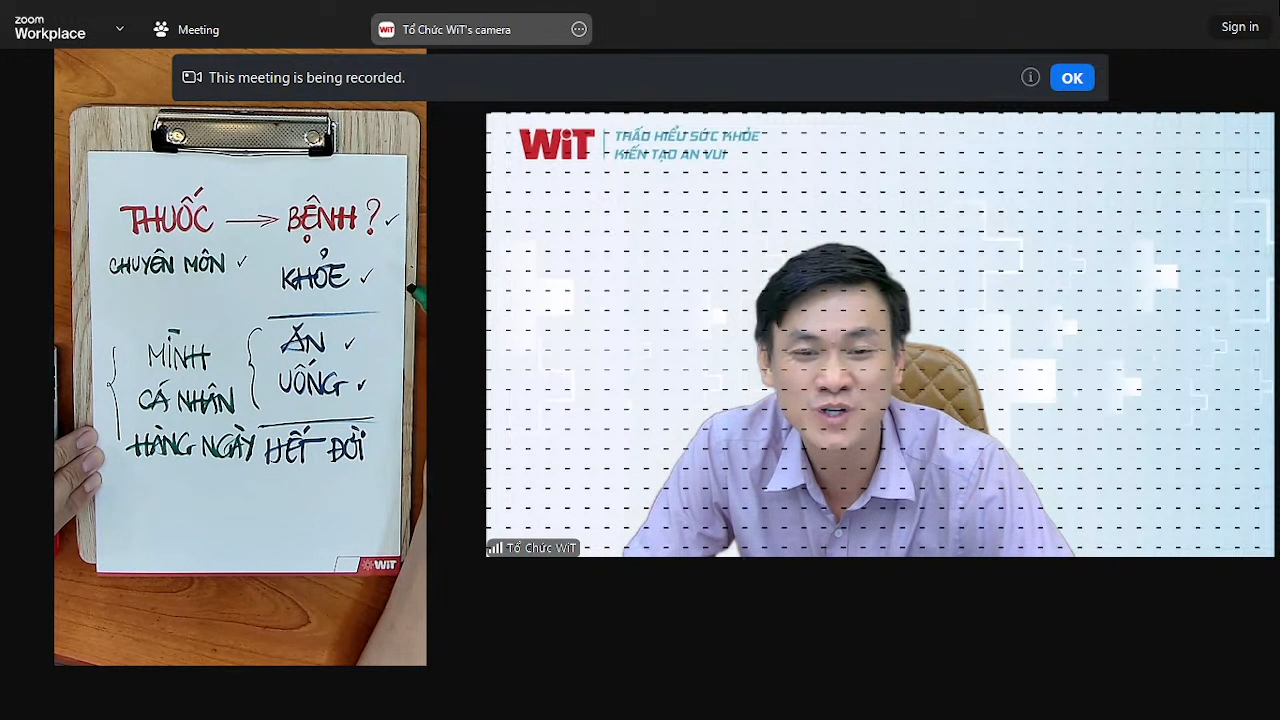 zoom
Workplace
Meeting
WiT Tổ Chức WiT's camera
Sign in
This meeting is being recorded.
OK
THUỐC → BỆNH? ✓
CHUYÊN MÔN ✓
KHỎE ✓
ĂN ✓
UỐNG ✓
MÌNH
CÁ NHÂN
HÀNG NGÀY HẾT ĐỜI
WiT
WiT THẤO HIỂU SỨC KHỎE
KIẾN TẠO AN VUI
Tổ Chức WiT